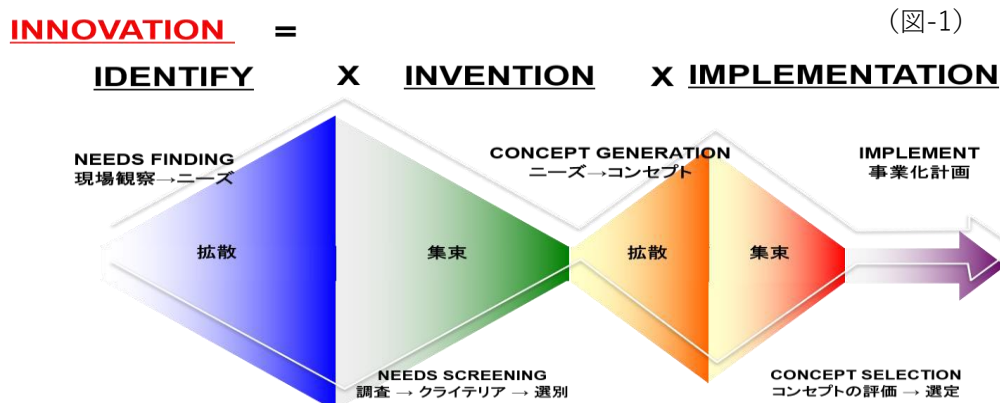 INNOVATION =
（図-1）
IDENTIFY X INVENTION X IMPLEMENTATION
NEEDS FINDING
現場観察→ニーズ
CONCEPT GENERATION
ニーズ→コンセプト
IMPLEMENT
事業化計画
拡散
集束
拡散
集束
NEEDS SCREENING
調査 → クライテリア → 選別
CONCEPT SELECTION
コンセプトの評価 → 選定